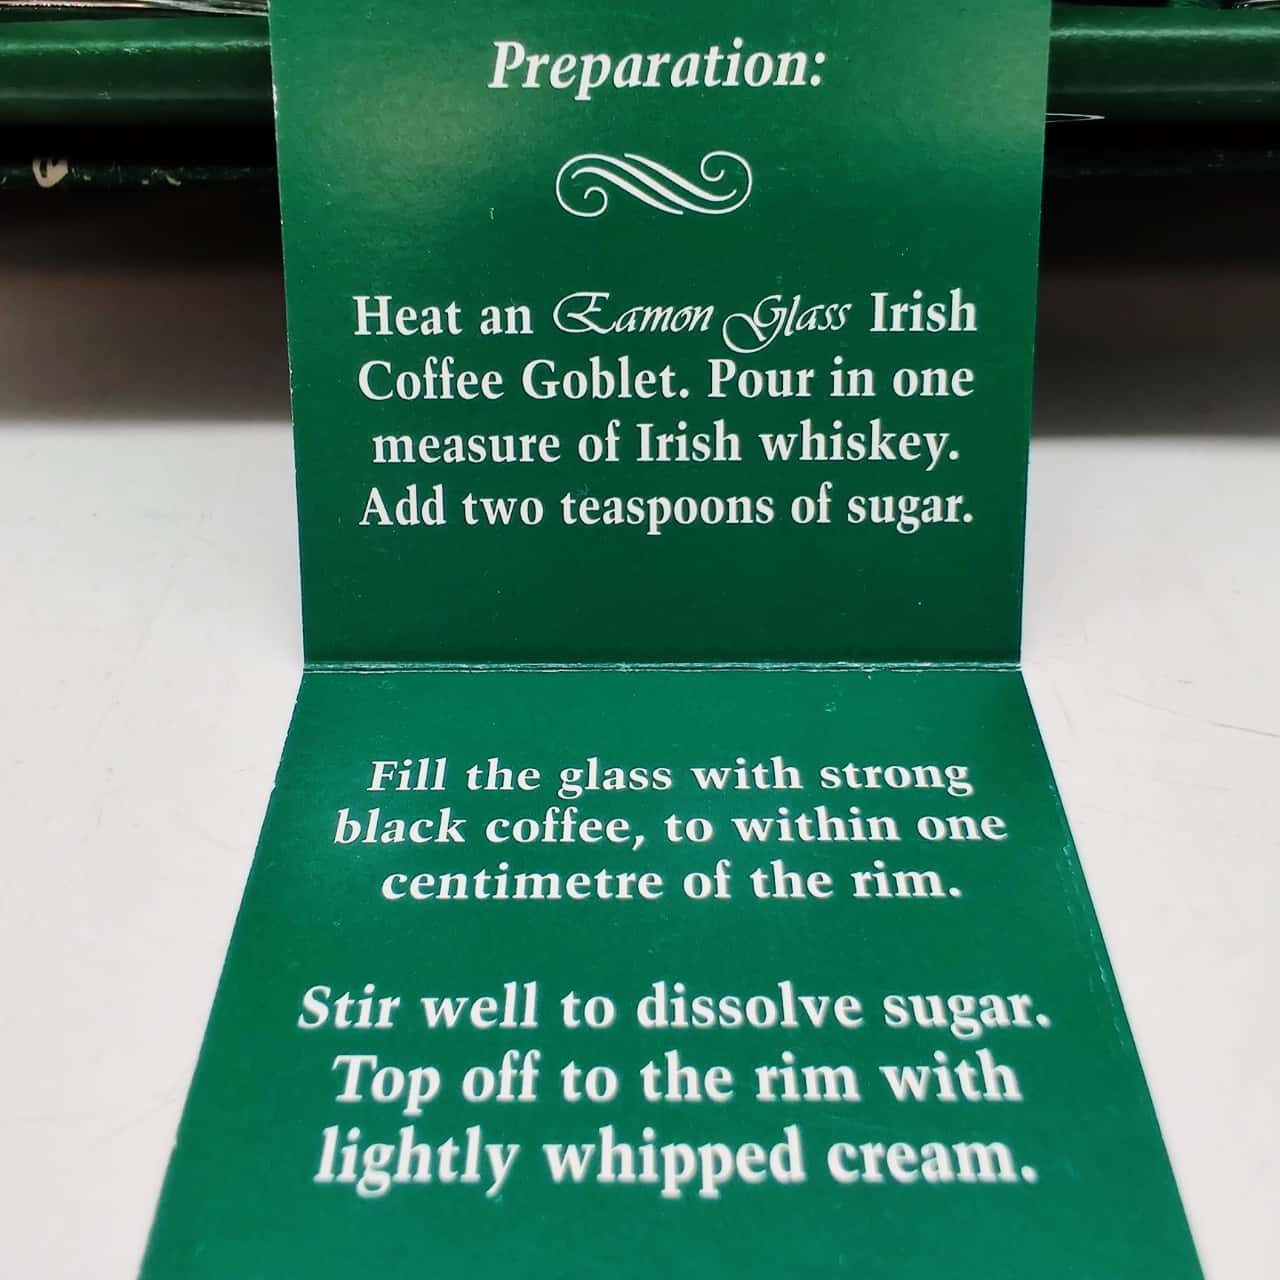 Preparation:
Heat an Eamon Glass Irish
Coffee Goblet. Pour in one
measure of Irish whiskey.
Add two teaspoons of sugar.
Fill the glass with strong
black coffee, to within one
centimetre of the rim.
Stir well to dissolve sugar.
Top off to the rim with
lightly whipped cream.